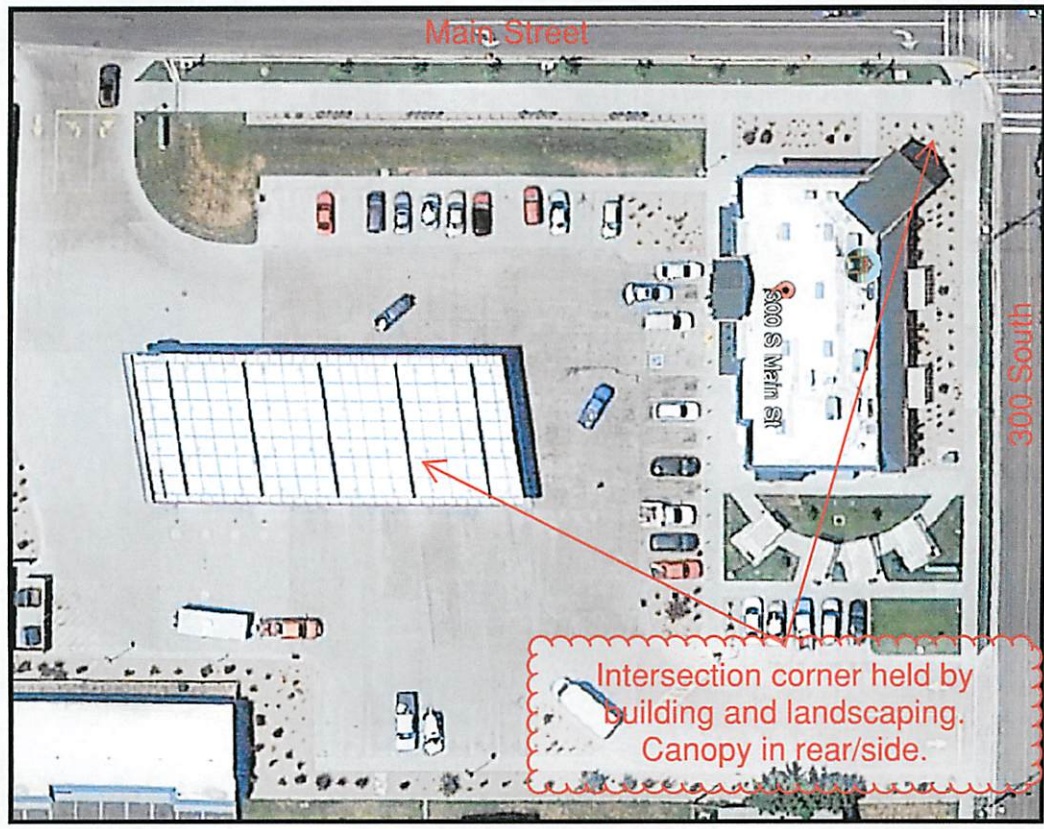 Main Street
300 S Main St
300 South
Intersection corner held by
building and landscaping.
Canopy in rear/side.